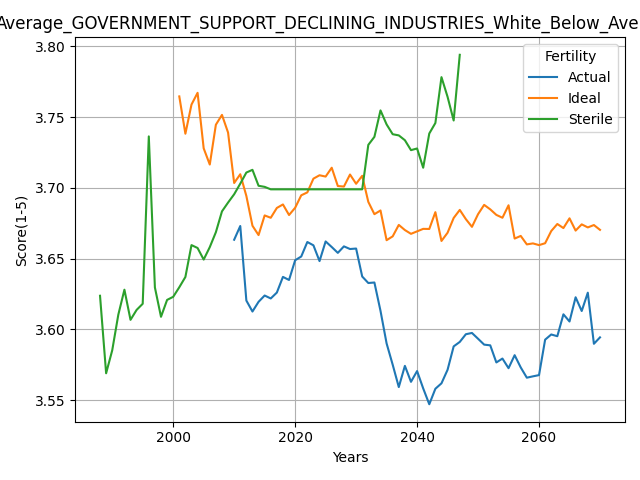 Average_GOVERNMENT_SUPPORT_DECLINING_INDUSTRIES_White_Below_Ave
3.80
3.75
3.70
3.65
3.60
3.55
Score(1-5)
Fertility
Actual
Ideal
Sterile
2000 2020 2040 2060
Years